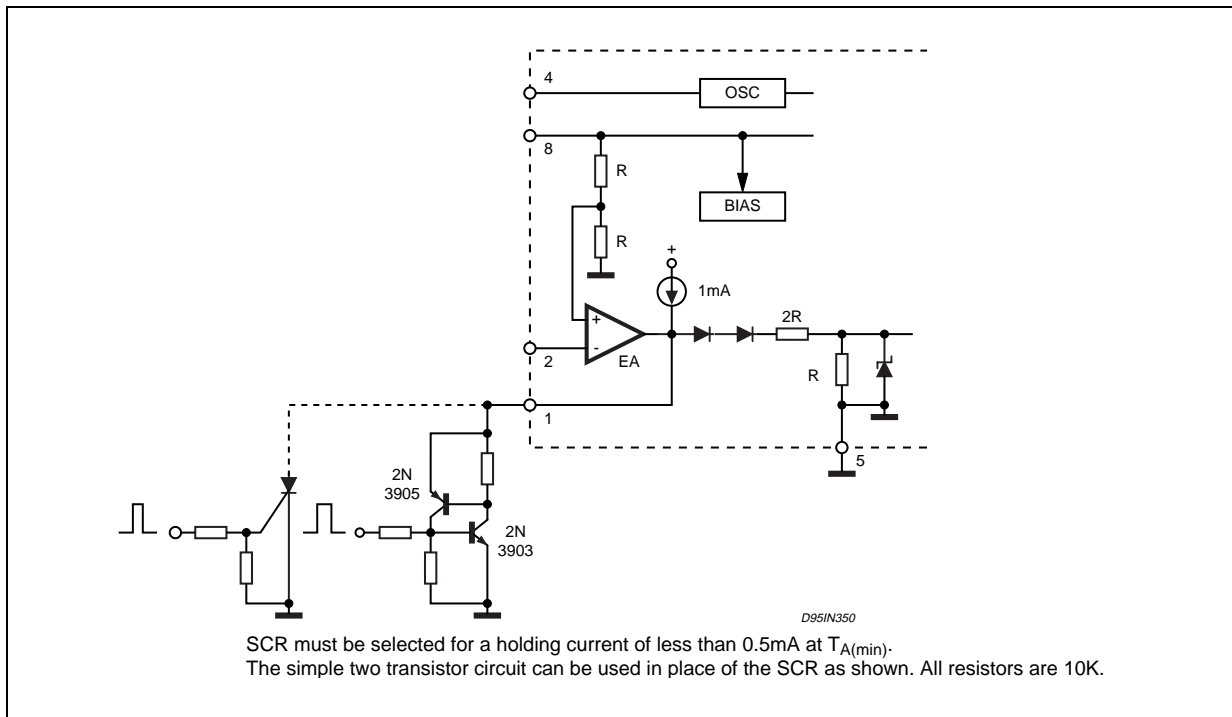 4
OSC
8
R
BIAS
R
+
1mA
+
2R
2
-
EA
R
1
5
2N
3905
2N
3903
D95IN350
SCR must be selected for a holding current of less than 0.5mA at TA(min).
The simple two transistor circuit can be used in place of the SCR as shown. All resistors are 10K.